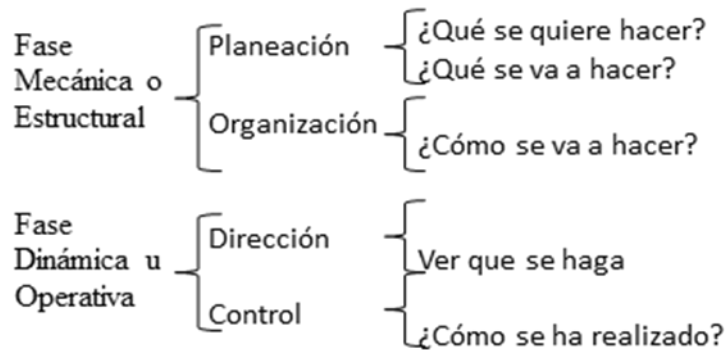 Fase
Mecánica o
Estructural
Planeación
¿Qué se quiere hacer?
¿Qué se va a hacer?
Organización
¿Cómo se va a hacer?
Fase
Dinámica u
Operativa
Dirección
Ver que se haga
Control
¿Cómo se ha realizado?